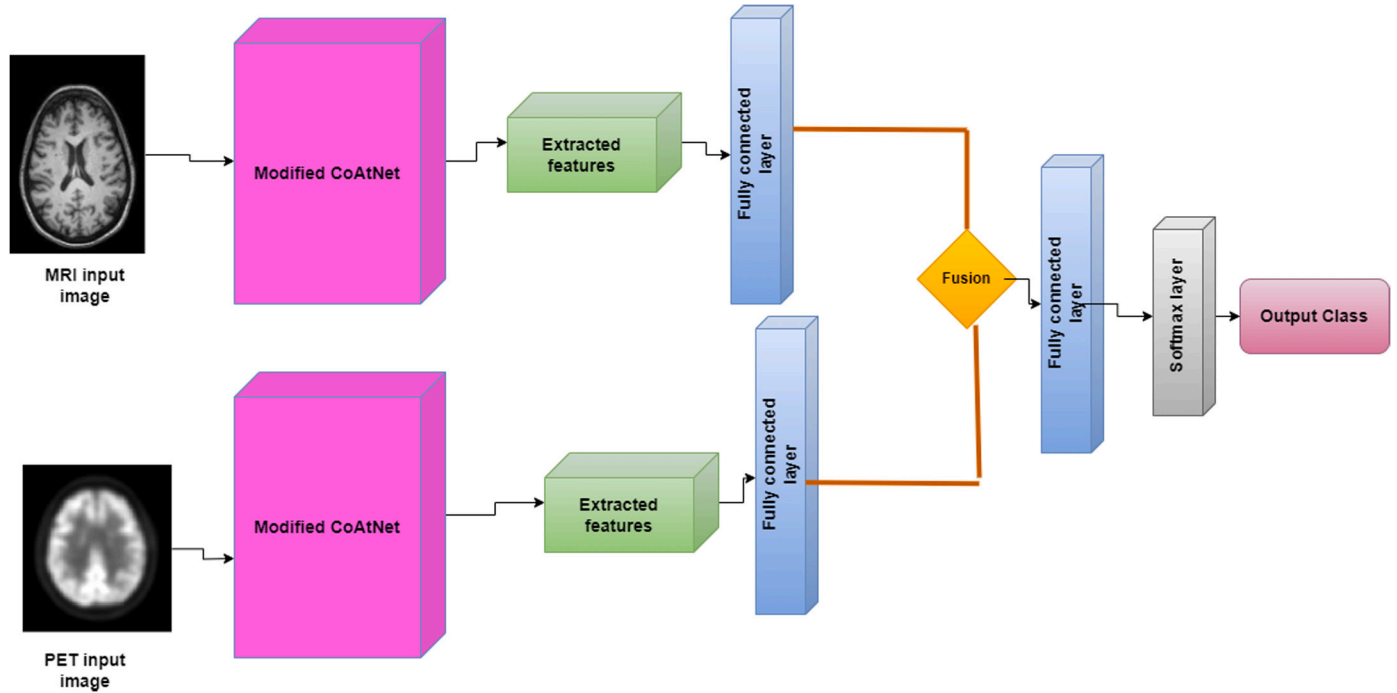 MRI input
image
Modified CoAtNet
Extracted
features
Fully connected
layer
PET input
image
Modified CoAtNet
Extracted
features
Fully connected
layer
Fusion
Fully connected
layer
Softmax layer
Output Class